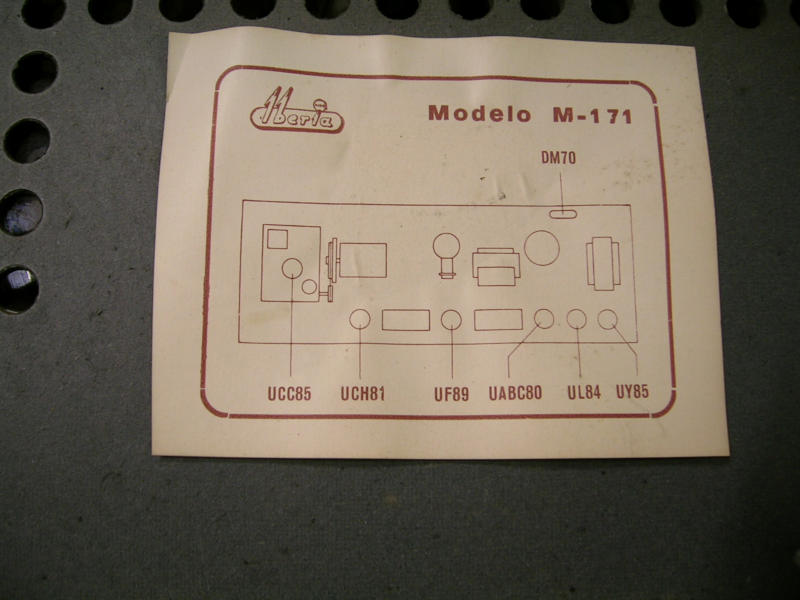 Iberia
Modelo M-171
DM70
UCC85 UCH81 UF89 UABC80 UL84 UY85